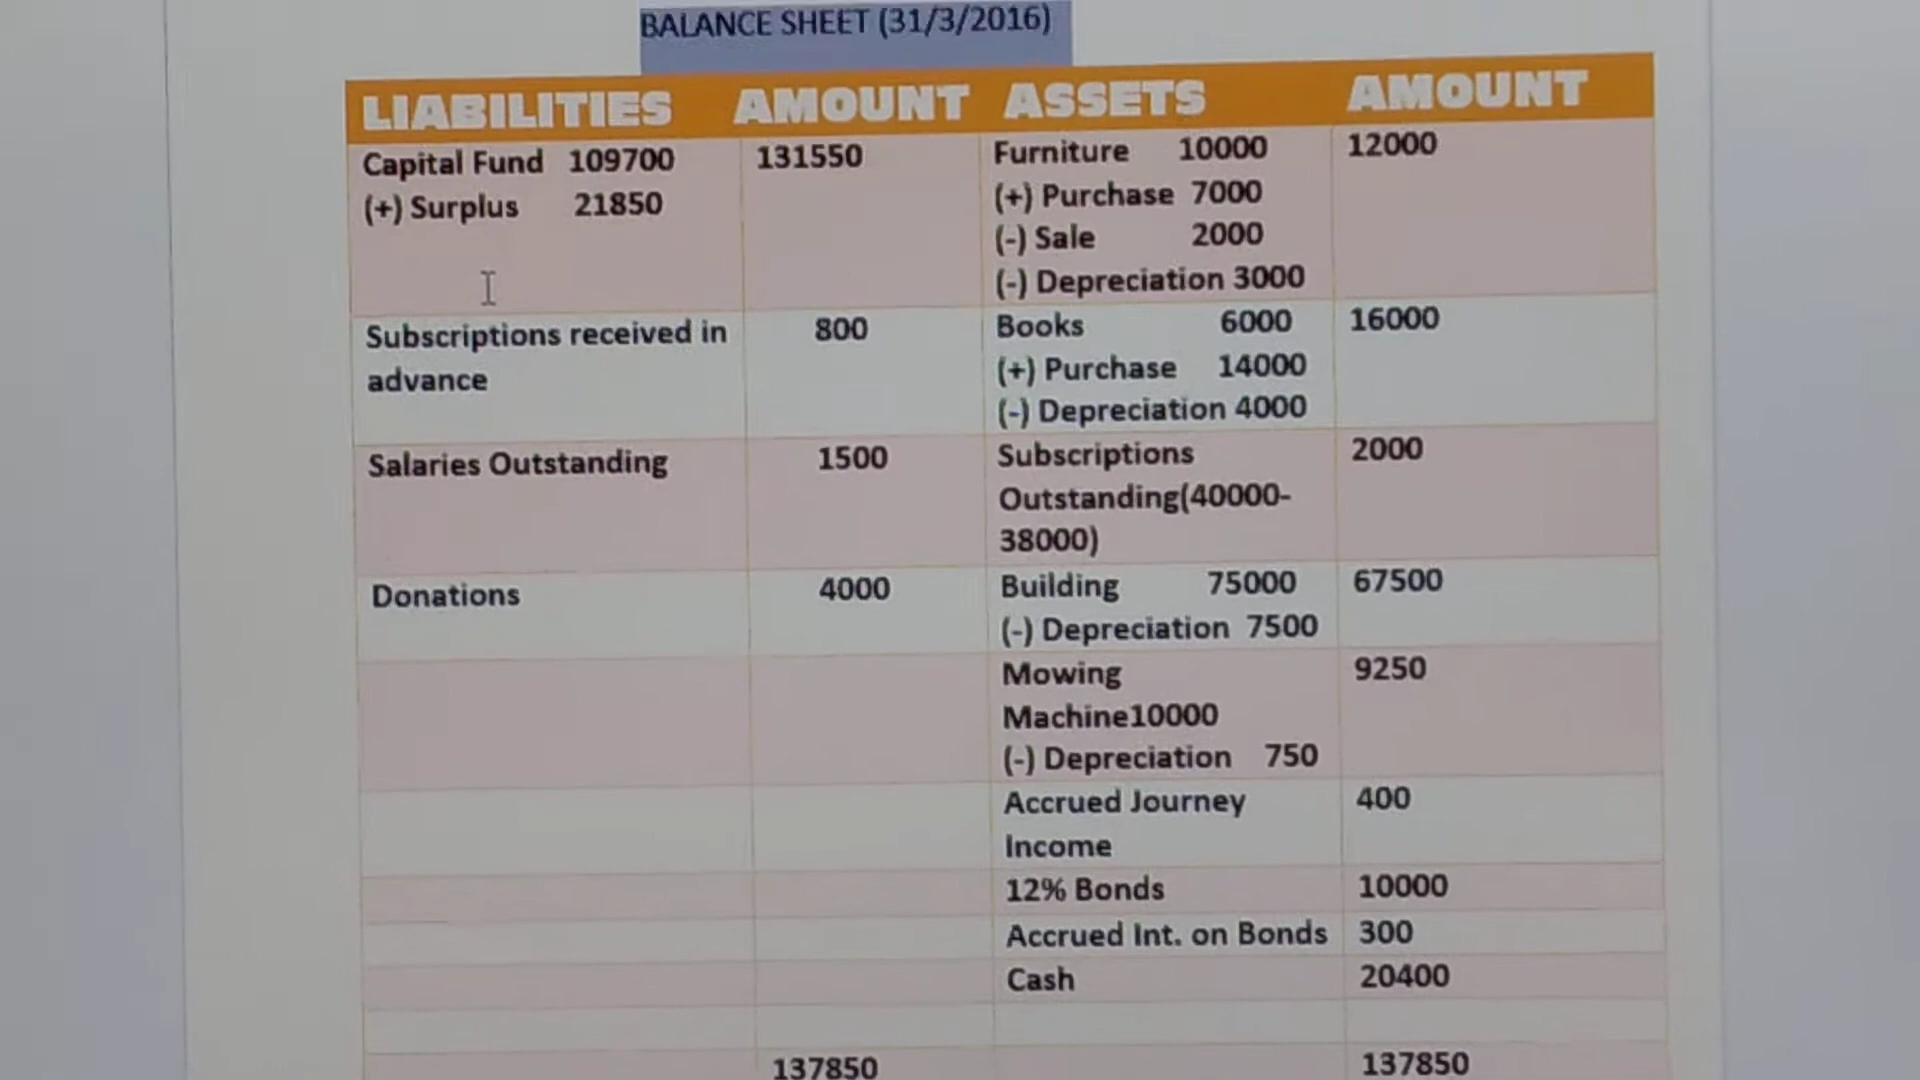 BALANCE SHEET (31/3/2016)
LIABILITIES AMOUNT ASSETS AMOUNT
Capital Fund 109700 131550 Furniture 10000 12000
(+) Surplus 21850 (+) Purchase 7000
(-) Sale 2000
(-) Depreciation 3000
Subscriptions received in 800 Books 6000 16000
advance (+) Purchase 14000
(-) Depreciation 4000
Salaries Outstanding 1500 Subscriptions 2000
Outstanding(40000-
38000)
Donations 4000 Building 75000 67500
(-) Depreciation 7500
Mowing 9250
Machine10000
(-) Depreciation 750
Accrued Journey 400
Income
12% Bonds 10000
Accrued Int. on Bonds 300
Cash 20400
137850 137850